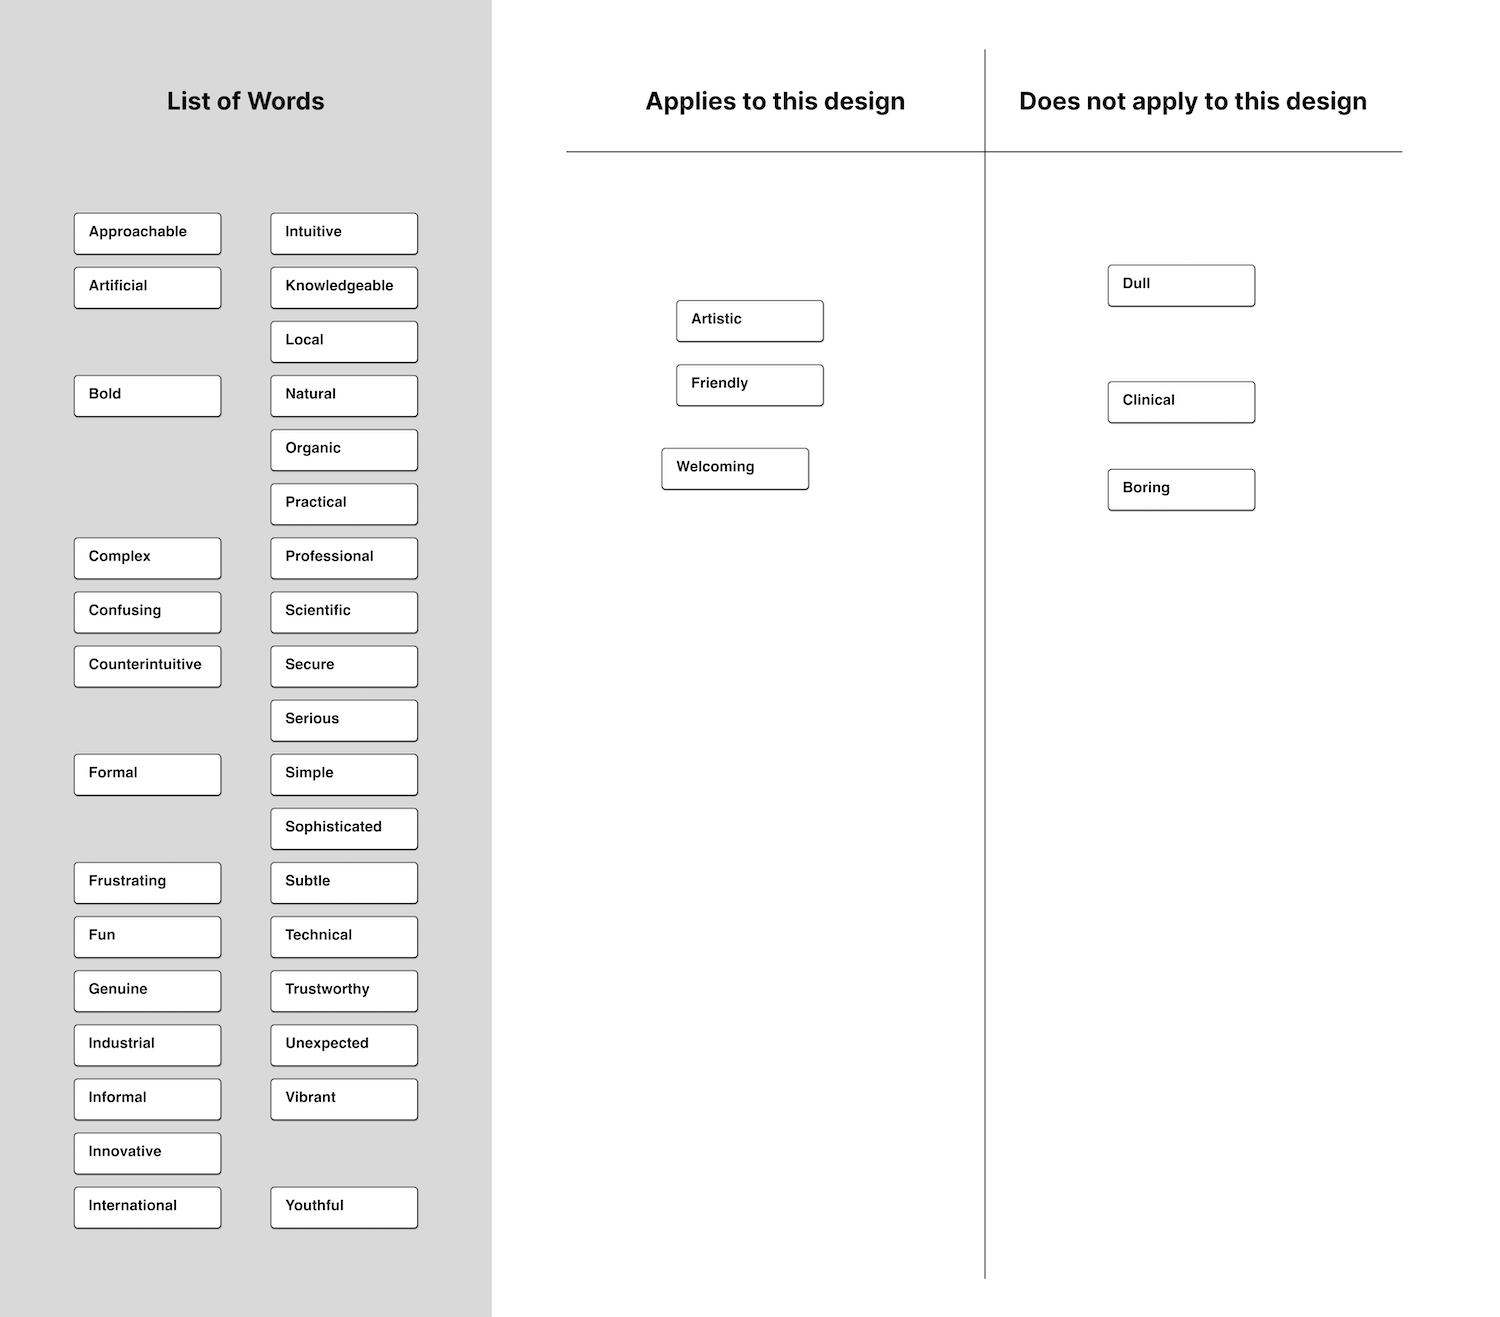 List of Words
Approachable
Artificial
Bold
Complex
Confusing
Counterintuitive
Formal
Frustrating
Fun
Genuine
Industrial
Informal
Innovative
International
Intuitive
Knowledgeable
Local
Natural
Organic
Practical
Professional
Scientific
Secure
Serious
Simple
Sophisticated
Subtle
Technical
Trustworthy
Unexpected
Vibrant
Youthful
Applies to this design
Artistic
Friendly
Welcoming
Does not apply to this design
Dull
Clinical
Boring